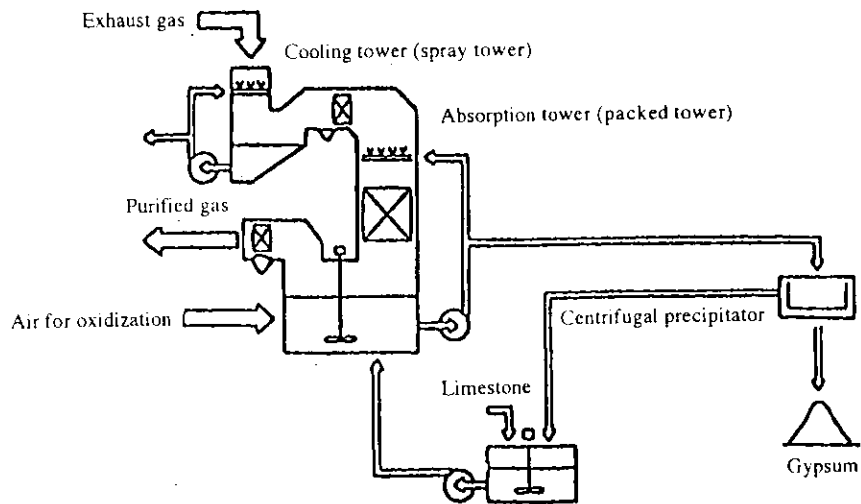 Exhaust gas
Cooling tower (spray tower)
Absorption tower (packed tower)
Purified gas
Air for oxidization
Centrifugal precipitator
Limestone
Gypsum